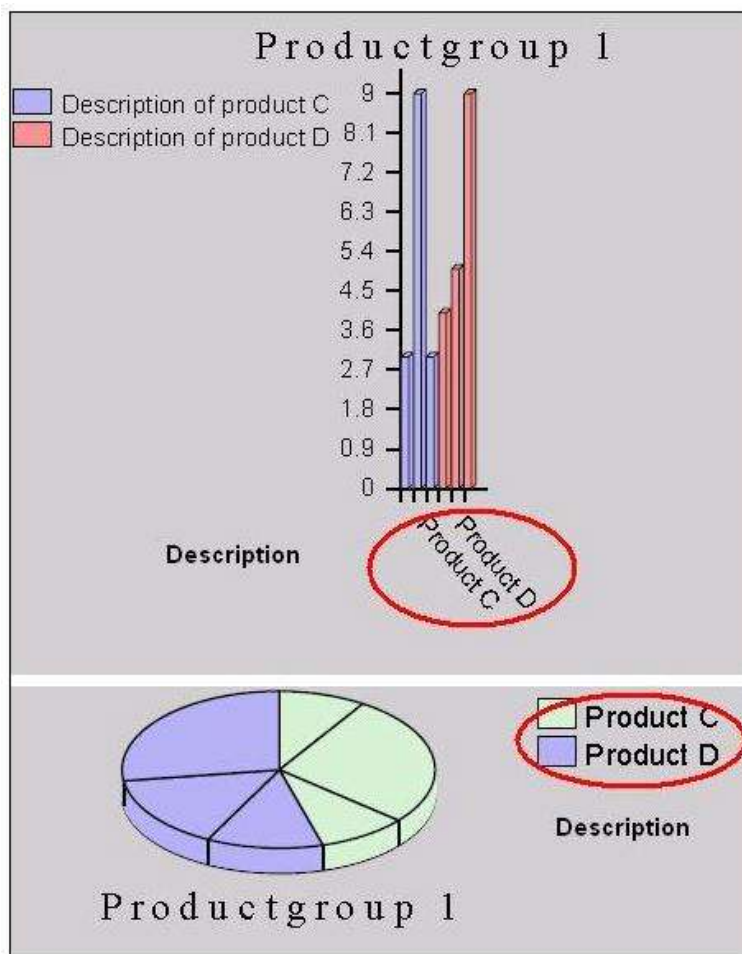 Productgroup 1
Description of product C
Description of product D
9
8.1
7.2
6.3
5.4
4.5
3.6
2.7
1.8
0.9
0
Product C
Product D
Description
Product C
Product D
Description
Productgroup 1